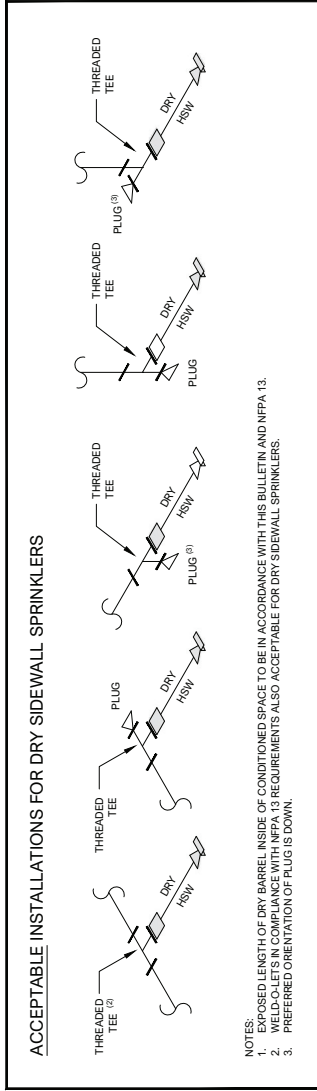 ACCEPTABLE INSTALLATIONS FOR DRY SIDEWALL SPRINKLERS
THREADED
TEE (2)
DRY
HSW
THREADED
TEE
PLUG
DRY
HSW
THREADED
TEE
PLUG (3)
DRY
HSW
THREADED
TEE
PLUG
DRY
HSW
THREADED
TEE
PLUG (3)
DRY
HSW
NOTES:
1. EXPOSED LENGTH OF DRY BARREL INSIDE OF CONDITIONED SPACE TO BE IN ACCORDANCE WITH THIS BULLETIN AND NFPA 13.
2. WELD-O-LETS IN COMPLIANCE WITH NFPA 13 REQUIREMENTS ALSO ACCEPTABLE FOR DRY SIDEWALL SPRINKLERS.
3. PREFERRED ORIENTATION OF PLUG IS DOWN.